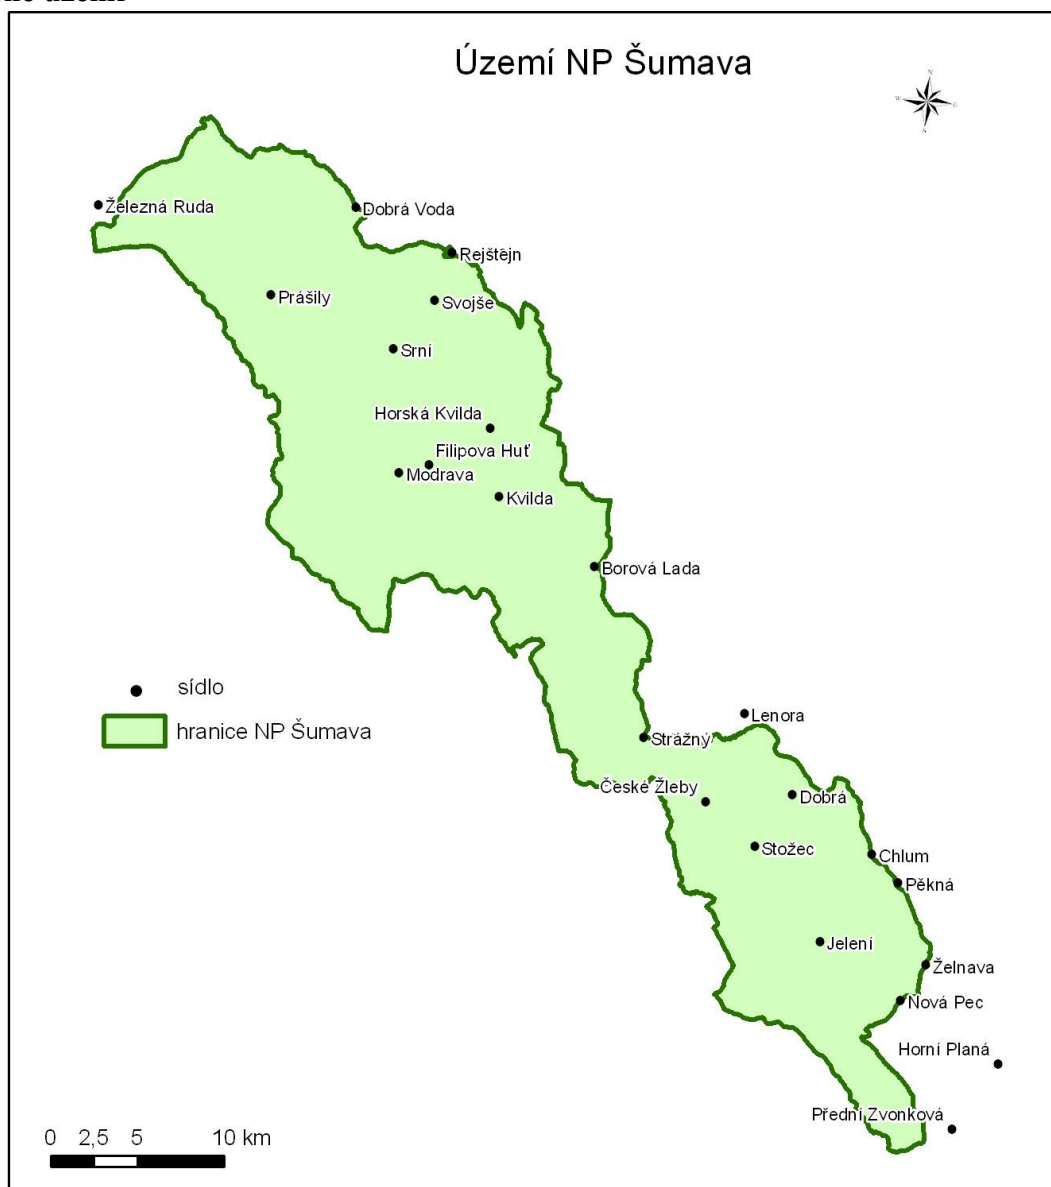 Území NP Šumava
N
W
E
S
Železná Ruda
Dobrá Voda
Rejštejn
Prášily
Svojše
Srní
Horská Kvilda
Filipova Huť
Modrava
Kvilda
Borová Lada
sídlo
hranice NP Šumava
Lenora
Strážný
České Žleby
Dobrá
Stožec
Chlum
Pěkná
Jelení
Želnava
Nová Pec
Horní Planá
Přední Zvonková
0 2,5 5 10 km